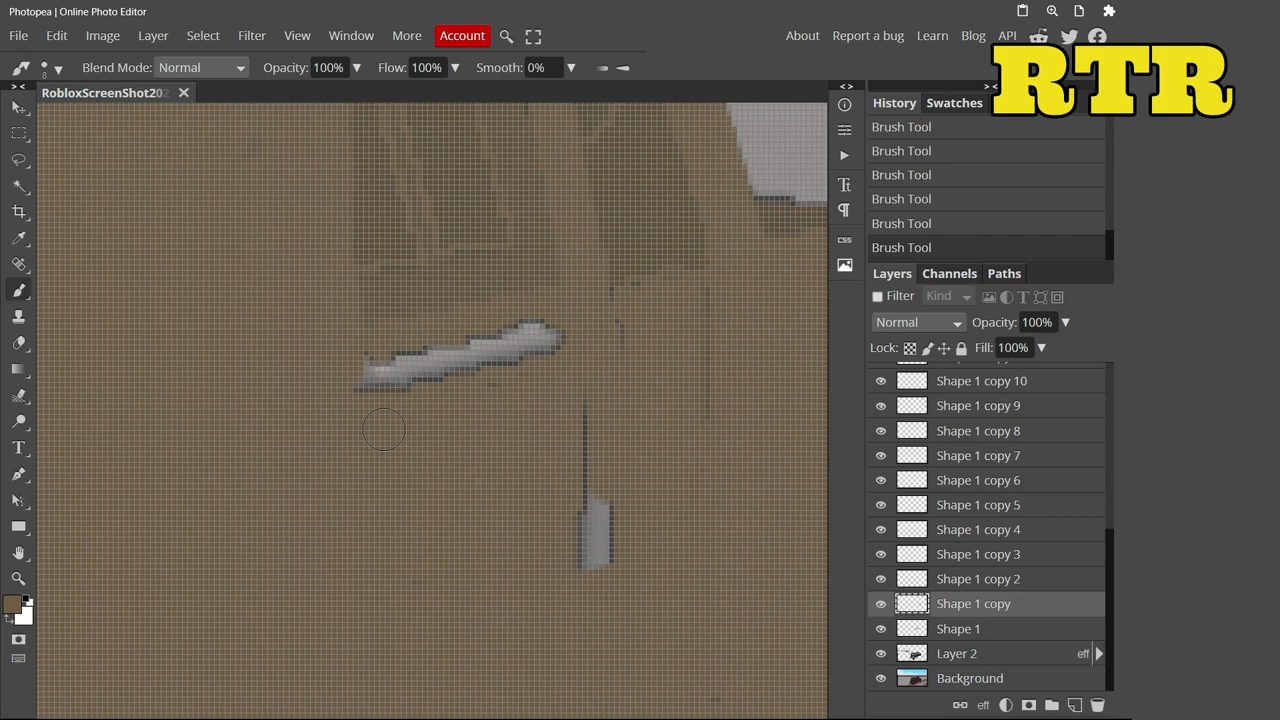 Photopea | Online Photo Editor
File Edit Image Layer Select Filter View Window More Account About Report a bug Learn Blog API
RTR
8 Blend Mode: Normal Opacity: 100% Flow: 100% Smooth: 0%
RobloxScreenShot202
History Swatches
Brush Tool
Brush Tool
Brush Tool
Brush Tool
Brush Tool
Brush Tool
CSS
Layers Channels Paths
Filter Kind
Normal Opacity: 100%
Lock: Fill: 100%
Shape 1 copy 10
Shape 1 copy 9
Shape 1 copy 8
Shape 1 copy 7
Shape 1 copy 6
Shape 1 copy 5
Shape 1 copy 4
Shape 1 copy 3
Shape 1 copy 2
Shape 1 copy
Shape 1
Layer 2 eff
Background
eff